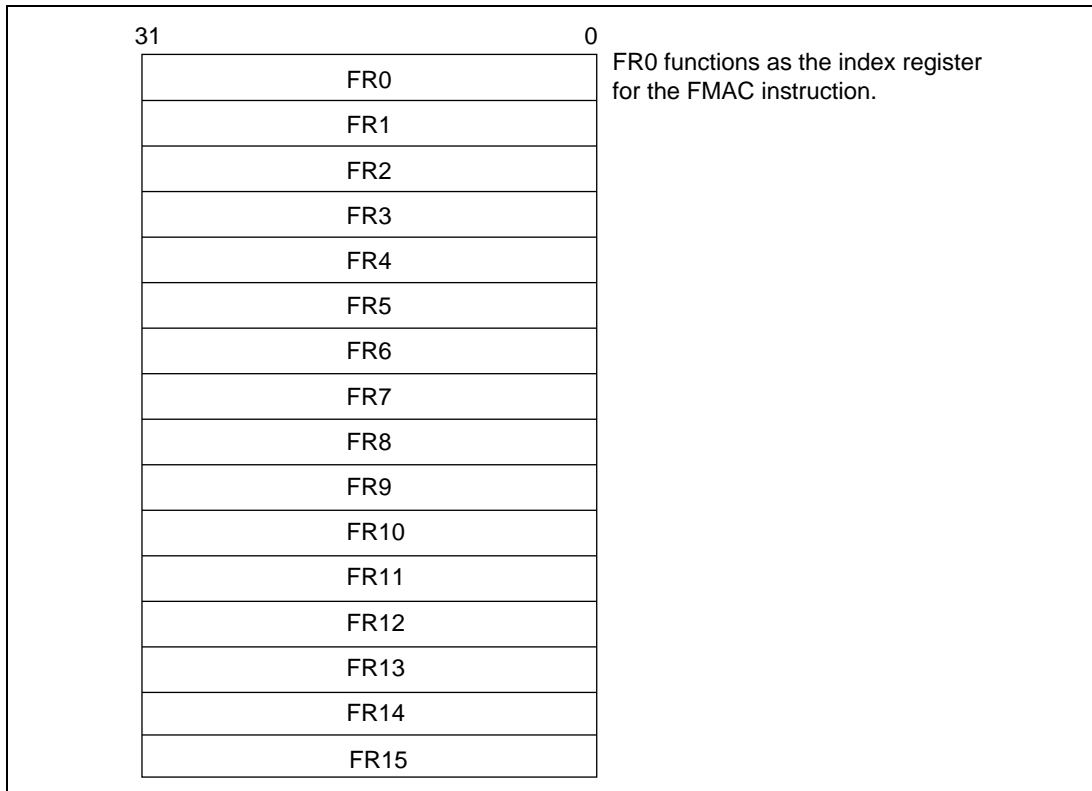 31 0
FR0 functions as the index register
for the FMAC instruction.
FR0
FR1
FR2
FR3
FR4
FR5
FR6
FR7
FR8
FR9
FR10
FR11
FR12
FR13
FR14
FR15